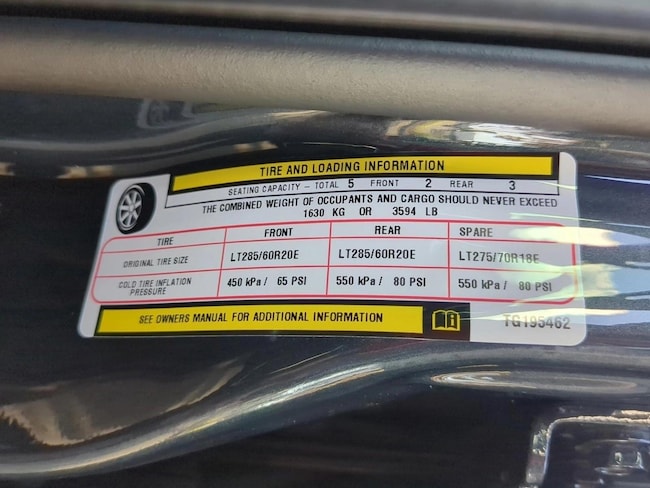 TIRE AND LOADING INFORMATION
SEATING CAPACITY – TOTAL 5 FRONT 2 REAR 3
THE COMBINED WEIGHT OF OCCUPANTS AND CARGO SHOULD NEVER EXCEED
1630 KG OR 3594 LB
TIRE FRONT REAR SPARE
ORIGINAL TIRE SIZE LT285/60R20E LT285/60R20E LT275/70R18E
COLD TIRE INFLATION PRESSURE 450 kPa / 65 PSI 550 kPa / 80 PSI 550 kPa / 80 PSI
SEE OWNERS MANUAL FOR ADDITIONAL INFORMATION
TG195462